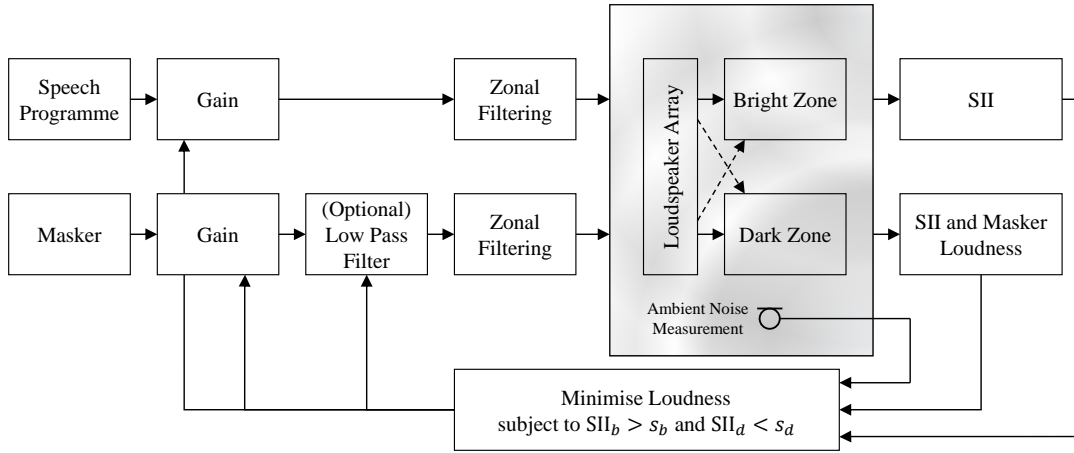 Speech
Programme
Gain
Zonal
Filtering
Loudspeaker Array
Bright Zone
SII
Masker
Gain
(Optional)
Low Pass
Filter
Zonal
Filtering
Dark Zone
SII and Masker
Loudness
Ambient Noise
Measurement
Minimise Loudness
subject to SII_b > s_b and SII_d < s_d